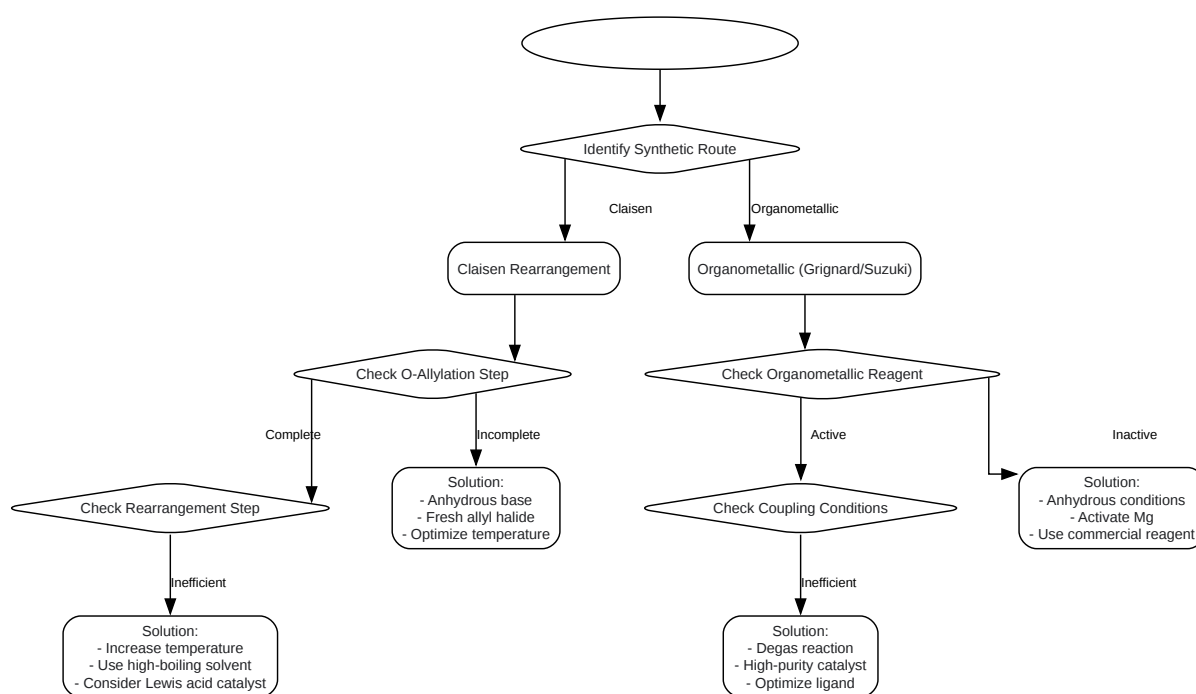 Identify Synthetic Route
Claisen
Organometallic
Claisen Rearrangement
Organometallic (Grignard/Suzuki)
Check O-Allylation Step
Check Organometallic Reagent
Complete
Incomplete
Active
Inactive
Check Rearrangement Step
Solution:
- Anhydrous base
- Fresh allyl halide
- Optimize temperature
Check Coupling Conditions
Solution:
- Anhydrous conditions
- Activate Mg
- Use commercial reagent
Inefficient
Inefficient
Solution:
- Increase temperature
- Use high-boiling solvent
- Consider Lewis acid catalyst
Solution:
- Degas reaction
- High-purity catalyst
- Optimize ligand